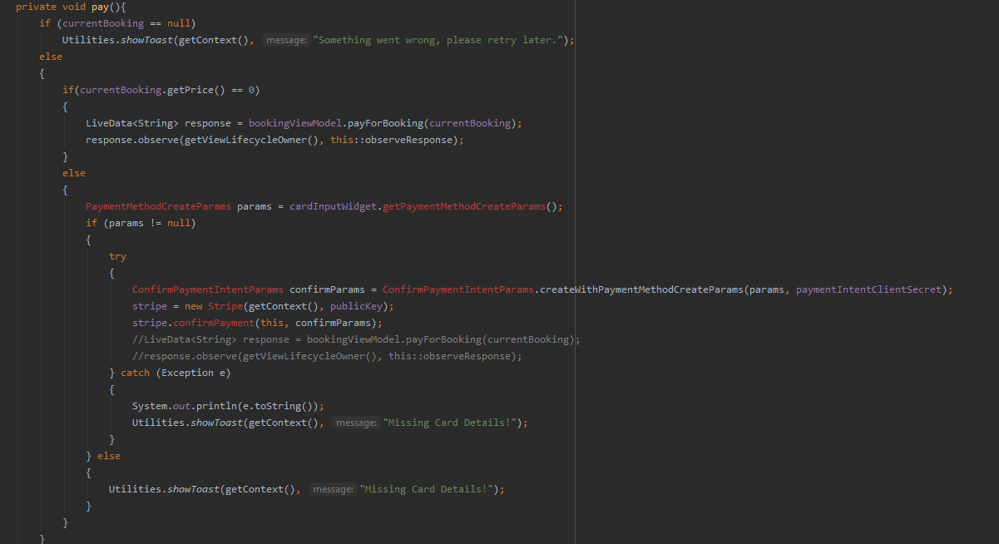 private void pay(){
if (currentBooking == null)
Utilities.showToast(getContext(), message: "Something went wrong, please retry later.");
else
{
if(currentBooking.getPrice() == 0)
{
LiveData<String> response = bookingViewModel.payForBooking(currentBooking);
response.observe(getViewLifecycleOwner(), this::observeResponse);
}
else
{
PaymentMethodCreateParams params = cardInputWidget.getPaymentMethodCreateParams();
if (params != null)
{
try
{
ConfirmPaymentIntentParams confirmParams = ConfirmPaymentIntentParams.createWithPaymentMethodCreateParams(params, paymentIntentClientSecret);
stripe = new Stripe(getContext(), publicKey);
stripe.confirmPayment(this, confirmParams);
//LiveData<String> response = bookingViewModel.payForBooking(currentBooking);
//response.observe(getViewLifecycleOwner(), this::observeResponse);
} catch (Exception e)
{
System.out.println(e.toString());
Utilities.showToast(getContext(), message: "Missing Card Details!");
}
} else
{
Utilities.showToast(getContext(), message: "Missing Card Details!");
}
}
}